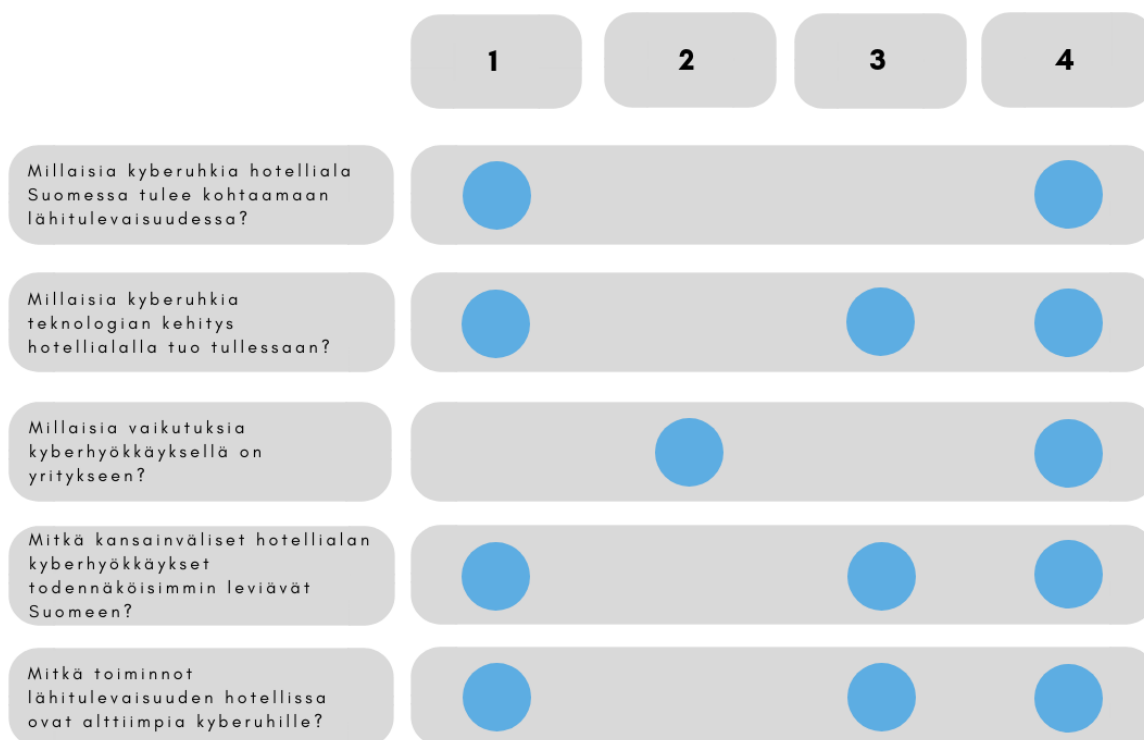 1 2 3 4
Millaisia kyberuhkia hotelliala
Suomessa tulee kohtaamaan
lähitulevaisuudessa?
Millaisia kyberuhkia
teknologian kehitys
hotellialalla tuo tullessaan?
Millaisia vaikutuksia
kyberhyökkäyksellä on
yritykseen?
Mitkä kansainväliset hotellialan
kyberhyökkäykset
todennäköisimmin leviävät
Suomeen?
Mitkä toiminnot
lähitulevaisuuden hotellissa
ovat alttiimpia kyberuhille?